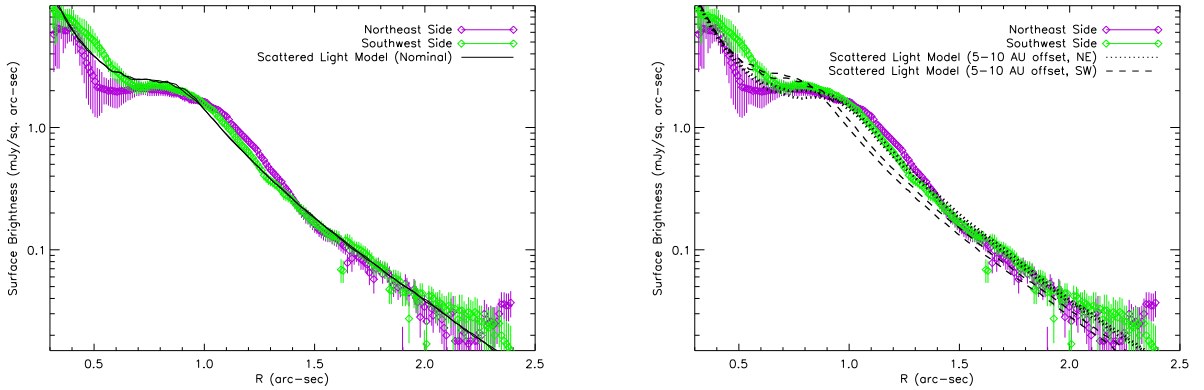 Northeast Side
Southwest Side
Scattered Light Model (Nominal)
Surface Brightness (mJy/sq. arc-sec)
1.0
0.1
0.5 1.0 1.5 2.0 2.5
R (arc-sec)
Northeast Side
Southwest Side
Scattered Light Model (5-10 AU offset, NE)
Scattered Light Model (5-10 AU offset, SW)
Surface Brightness (mJy/sq. arc-sec)
1.0
0.1
0.5 1.0 1.5 2.0 2.5
R (arc-sec)